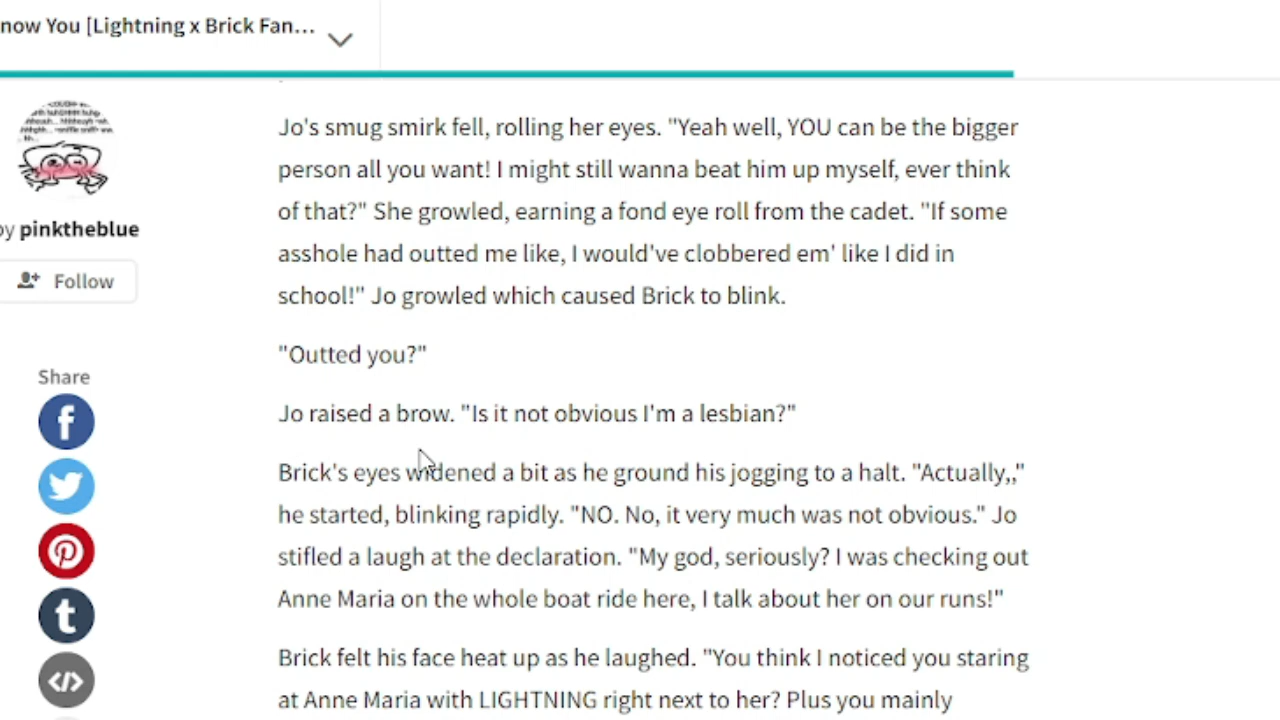 now You [Lightning x Brick Fan...
Jo's smug smirk fell, rolling her eyes. "Yeah well, YOU can be the bigger
person all you want! I might still wanna beat him up myself, ever think
of that?" She growled, earning a fond eye roll from the cadet. "If some
asshole had outted me like, I would've clobbered em' like I did in
school!" Jo growled which caused Brick to blink.
by pinktheblue
Follow
"Outted you?"
Share
Jo raised a brow. "Is it not obvious I'm a lesbian?"
Brick's eyes widened a bit as he ground his jogging to a halt. "Actually,,"
he started, blinking rapidly. "NO. No, it very much was not obvious." Jo
stifled a laugh at the declaration. "My god, seriously? I was checking out
Anne Maria on the whole boat ride here, I talk about her on our runs!"
Brick felt his face heat up as he laughed. "You think I noticed you staring
at Anne Maria with LIGHTNING right next to her? Plus you mainly